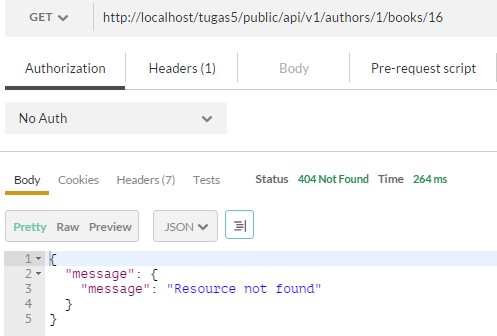 GET http://localhost/tugas5/public/api/v1/authors/1/books/16
Authorization Headers (1) Body Pre-request script
No Auth
Body Cookies Headers (7) Tests Status 404 Not Found Time 264 ms
Pretty Raw Preview JSON
1 {
2 "message": {
3 "message": "Resource not found"
4 }
5 }